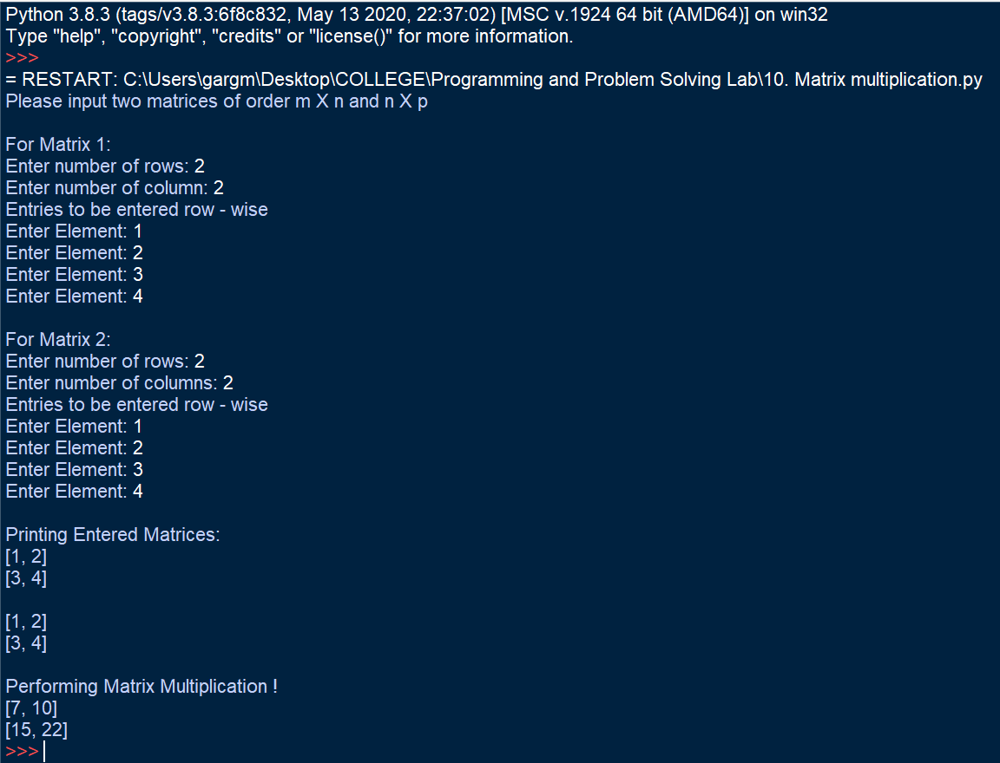 Python 3.8.3 (tags/v3.8.3:6f8c832, May 13 2020, 22:37:02) [MSC v.1924 64 bit (AMD64)] on win32
Type "help", "copyright", "credits" or "license()" for more information.
>>>
= RESTART: C:\Users\gargm\Desktop\COLLEGE\Programming and Problem Solving Lab\10. Matrix multiplication.py
Please input two matrices of order m X n and n X p
For Matrix 1:
Enter number of rows: 2
Enter number of column: 2
Entries to be entered row - wise
Enter Element: 1
Enter Element: 2
Enter Element: 3
Enter Element: 4
For Matrix 2:
Enter number of rows: 2
Enter number of columns: 2
Entries to be entered row - wise
Enter Element: 1
Enter Element: 2
Enter Element: 3
Enter Element: 4
Printing Entered Matrices:
[1, 2]
[3, 4]
[1, 2]
[3, 4]
Performing Matrix Multiplication !
[7, 10]
[15, 22]
>>>